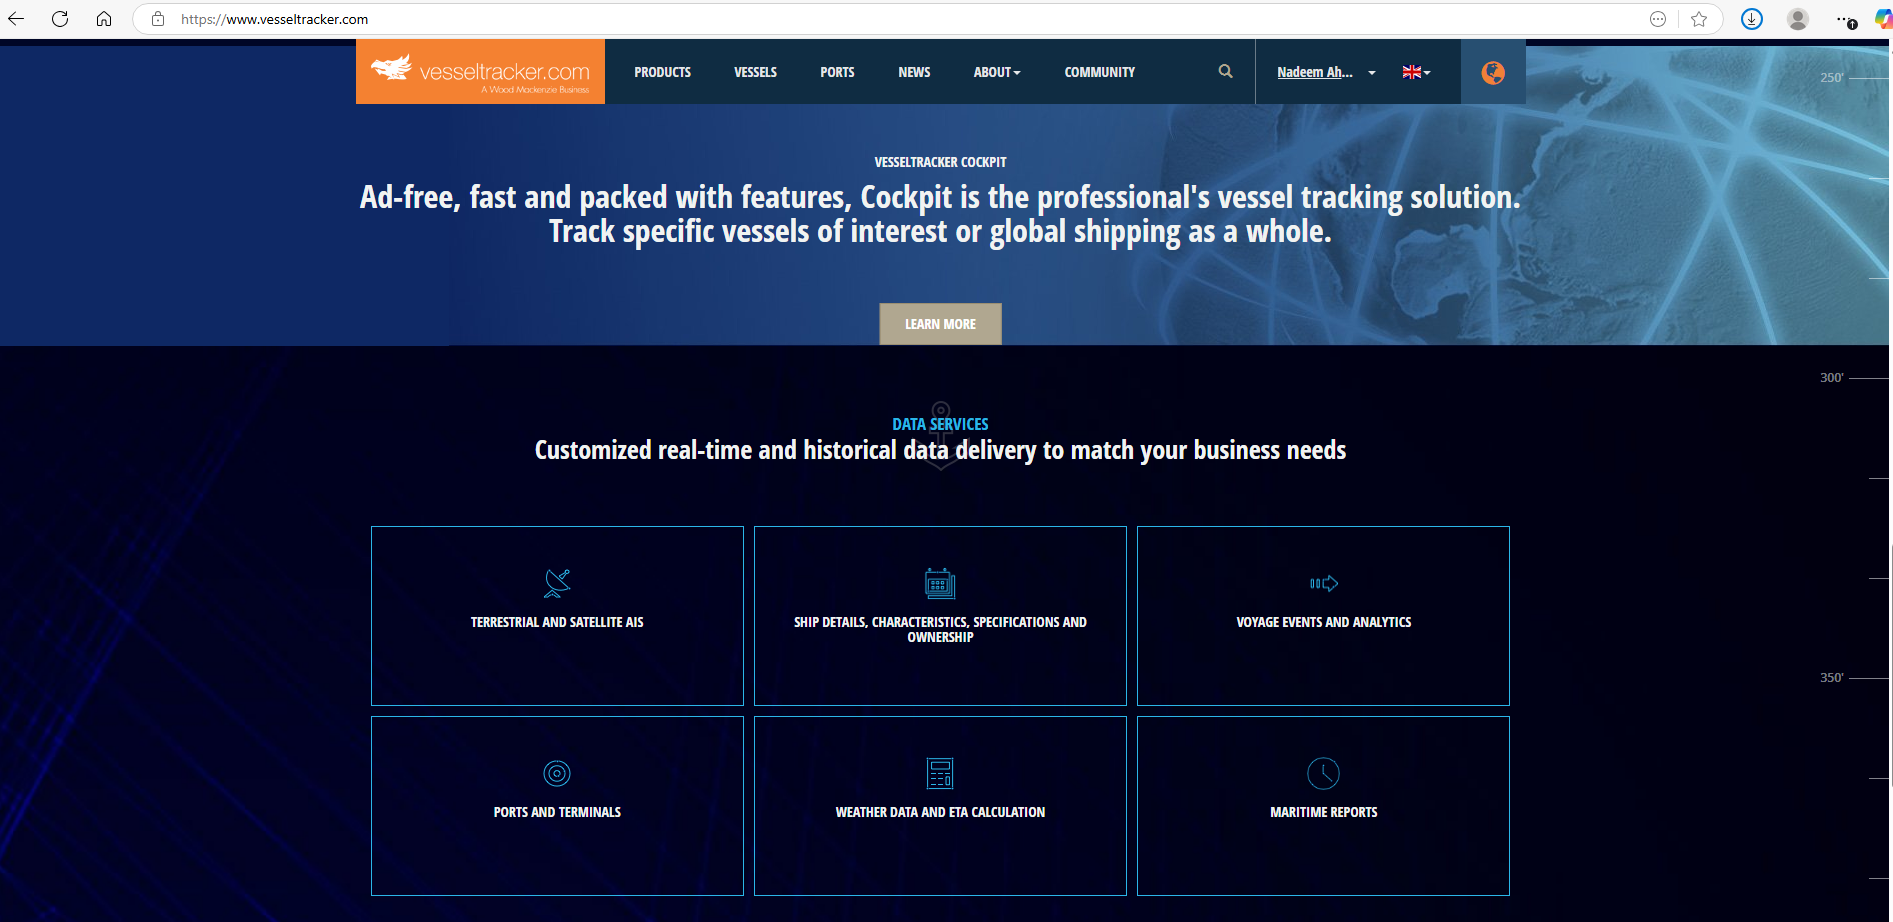 https://www.vesseltracker.com
vesseltracker.com
A Wood Mackenzie Business
PRODUCTS
VESSELS
PORTS
NEWS
ABOUT
COMMUNITY
Nadeem Ah...
250'
VESSELTRACKER COCKPIT
Ad-free, fast and packed with features, Cockpit is the professional's vessel tracking solution.
Track specific vessels of interest or global shipping as a whole.
LEARN MORE
300'
DATA SERVICES
Customized real-time and historical data delivery to match your business needs
TERRESTRIAL AND SATELLITE AIS
SHIP DETAILS, CHARACTERISTICS, SPECIFICATIONS AND
OWNERSHIP
VOYAGE EVENTS AND ANALYTICS
350'
PORTS AND TERMINALS
WEATHER DATA AND ETA CALCULATION
MARITIME REPORTS